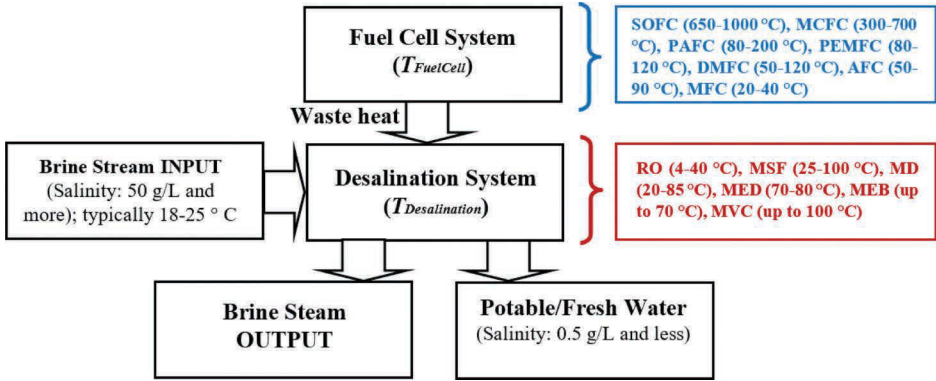 Fuel Cell System
(TFuelCell)
SOFC (650-1000 °C), MCFC (300-700
°C), PAFC (80-200 °C), PEMFC (80-
120 °C), DMFC (50-120 °C), AFC (50-
90 °C), MFC (20-40 °C)
Waste heat
Brine Stream INPUT
(Salinity: 50 g/L and
more); typically 18-25 ° C
Desalination System
(TDesalination)
RO (4-40 °C), MSF (25-100 °C), MD
(20-85 °C), MED (70-80 °C), MEB (up
to 70 °C), MVC (up to 100 °C)
Brine Steam
OUTPUT
Potable/Fresh Water
(Salinity: 0.5 g/L and less)